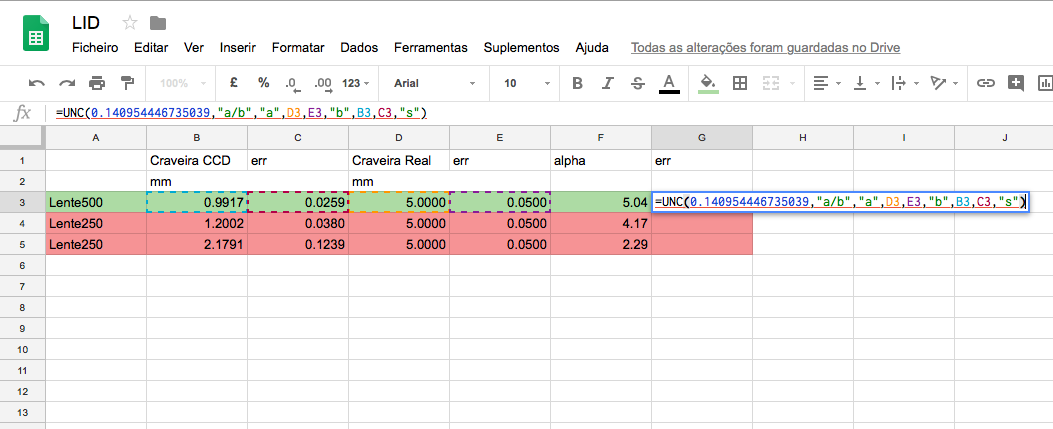 LID
Ficheiro Editar Ver Inserir Formatar Dados Ferramentas Suplementos Ajuda Todas as alterações foram guardadas no Drive
100% £ % .0 .00 123 Arial 10 B I S A
fx =UNC(0.140954446735039,"a/b","a",D3,E3,"b",B3,C3,"s")
A B C D E F G H I J
1 Craveira CCD err Craveira Real err alpha err
2 mm mm
3 Lente500 0.9917 0.0259 5.0000 0.0500 5.04 =UNC(0.140954446735039,"a/b","a",D3,E3,"b",B3,C3,"s")
4 Lente250 1.2002 0.0380 5.0000 0.0500 4.17
5 Lente250 2.1791 0.1239 5.0000 0.0500 2.29
6
7
8
9
10
11
12
13